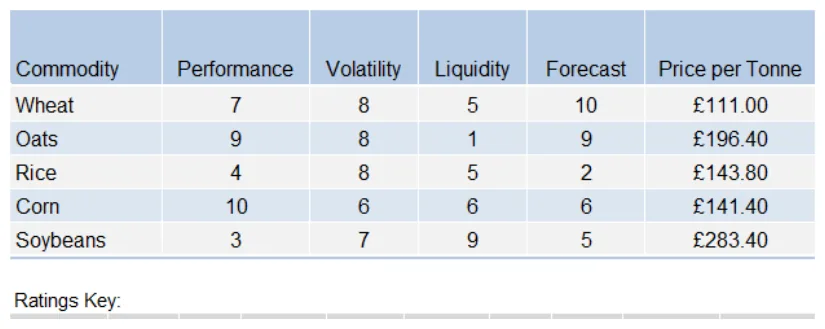 Commodity Performance Volatility Liquidity Forecast Price per Tonne
Wheat 7 8 5 10 £111.00
Oats 9 8 1 9 £196.40
Rice 4 8 5 2 £143.80
Corn 10 6 6 6 £141.40
Soybeans 3 7 9 5 £283.40
Ratings Key: